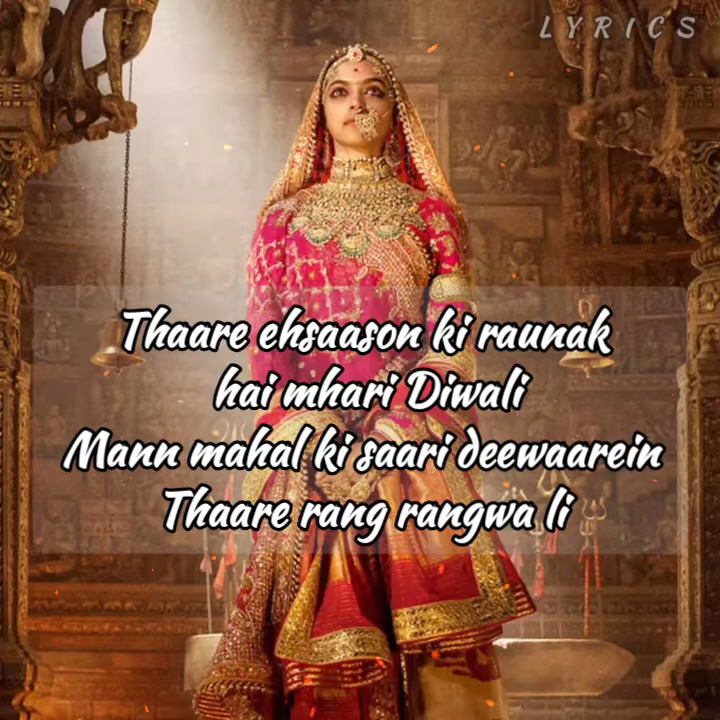 LYRICS
Thaare ehsaason ki raunak
hai mhari Diwali
Mann mahal ki saari deewaarein
Thaare rang rangwa li